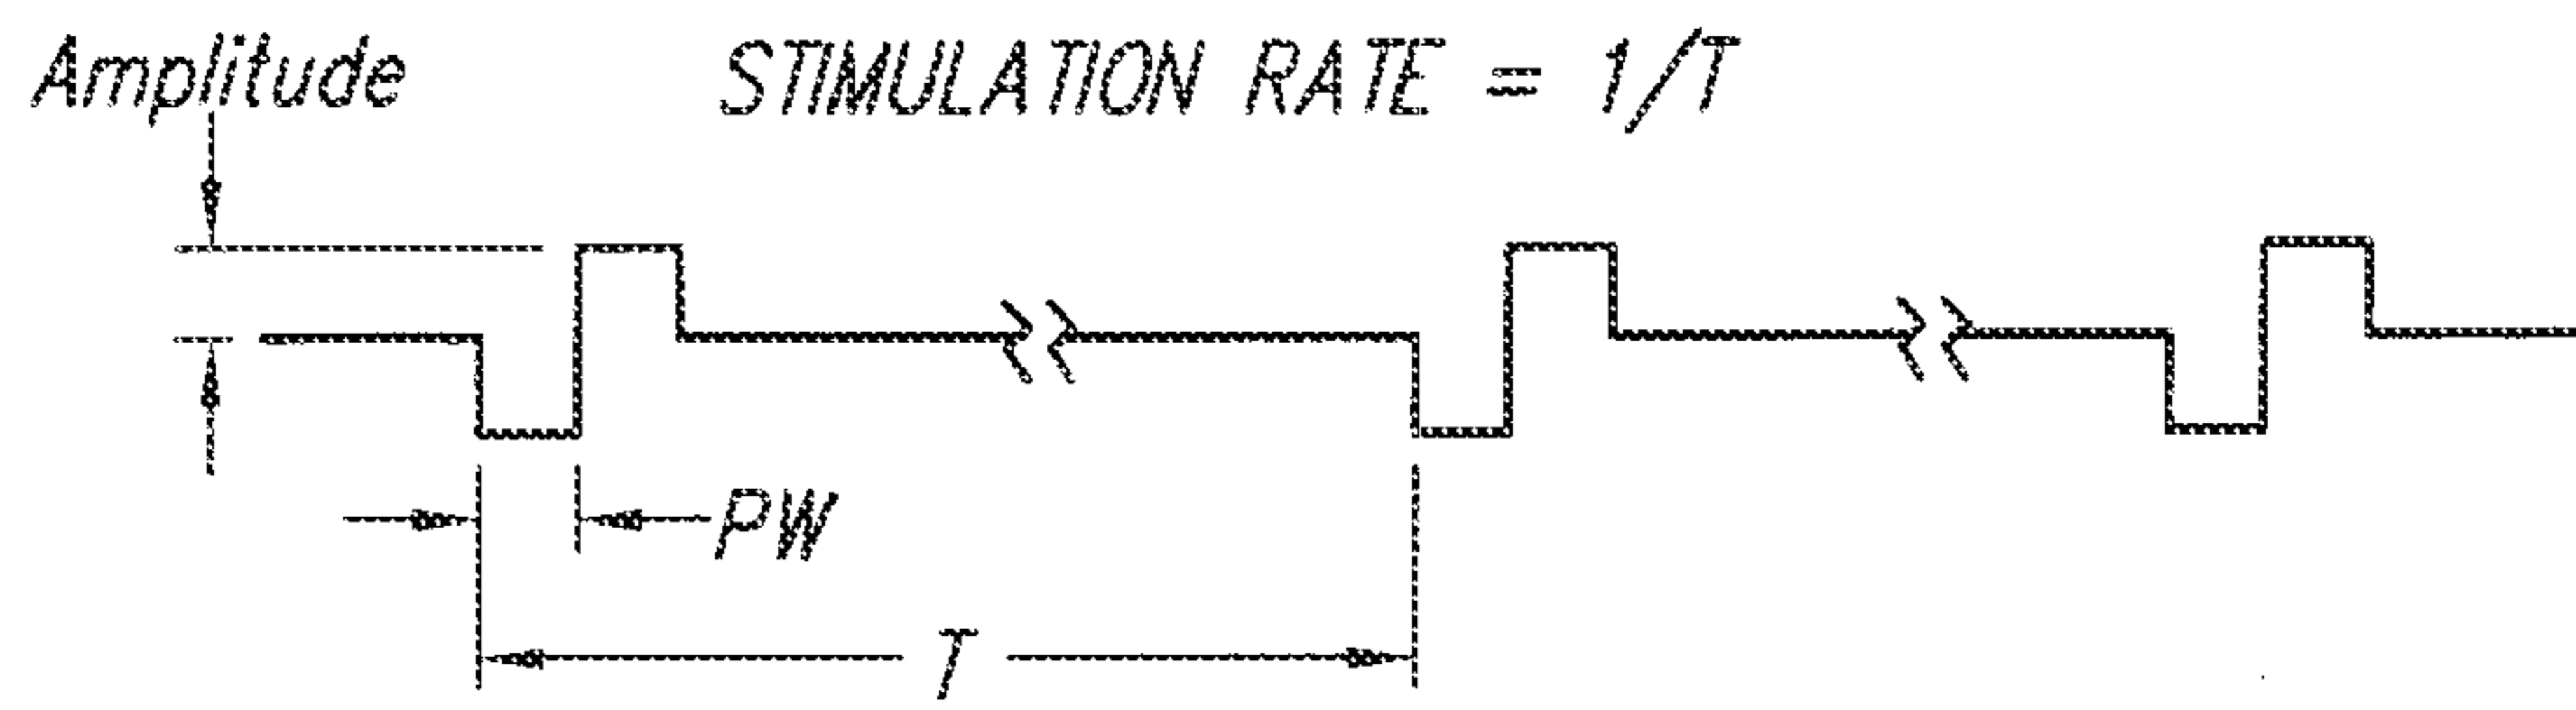 Amplitude
STIMULATION RATE = 1/T
PW
T